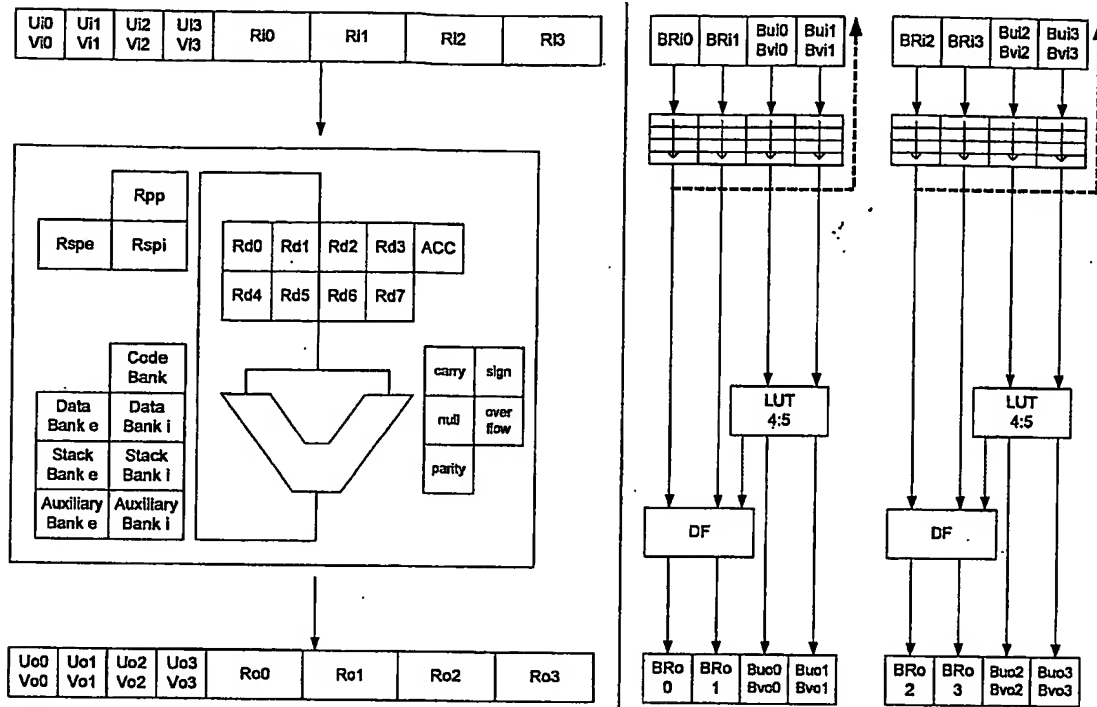 Ui0 Ui1 Ui2 Ui3 Ri0 Ri1 Ri2 Ri3
Vi0 Vi1 Vi2 Vi3
Rpp
Rspe Rspi
Rd0 Rd1 Rd2 Rd3 ACC
Rd4 Rd5 Rd6 Rd7
Code
Bank
Data Data
Bank e Bank i
Stack Stack
Bank e Bank i
Auxiliary Auxiliary
Bank e Bank i
carry sign
null over
flow
parity
Uo0 Uo1 Uo2 Uo3 Ro0 Ro1 Ro2 Ro3
Vo0 Vo1 Vo2 Vo3
BRi0 BRi1 Bui0 Bui1
Bvi0 Bvi1
LUT
4:5
DF
BRo BRo Buo0 Buo1
0 1 Bvo0 Bvo1
BRi2 BRi3 Bui2 Bui3
Bvi2 Bvi3
LUT
4:5
DF
BRo BRo Buo2 Buo3
2 3 Bvo2 Bvo3